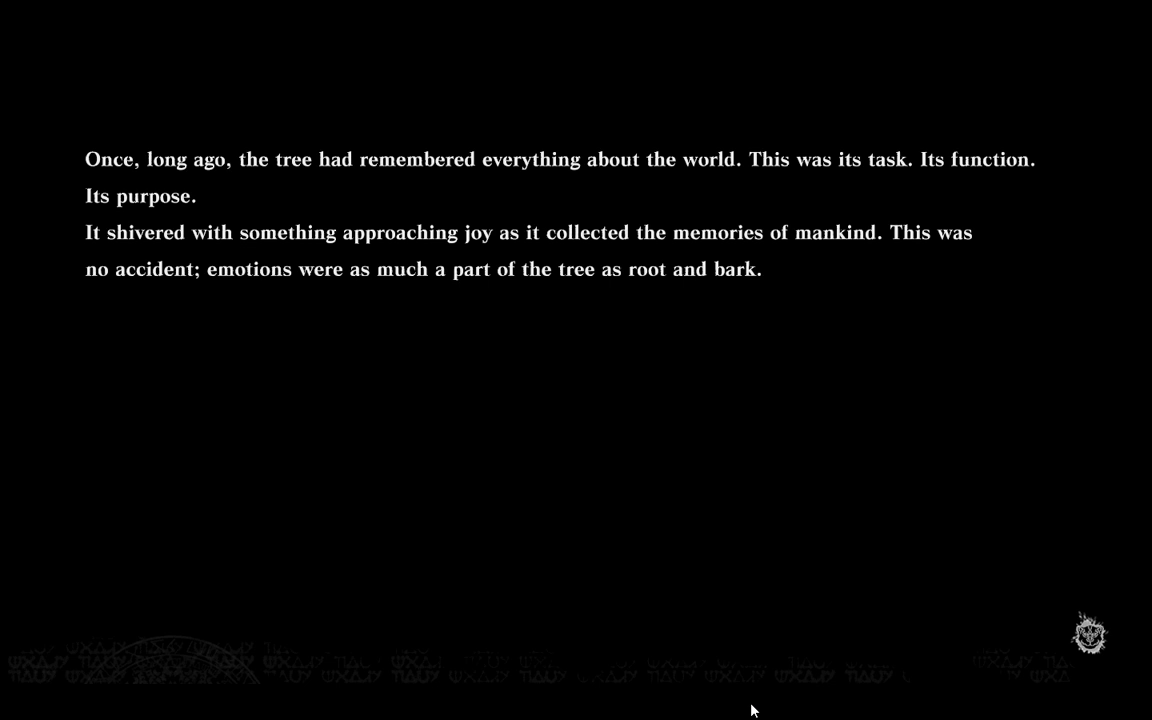 Once, long ago, the tree had remembered everything about the world. This was its task. Its function.
Its purpose.
It shivered with something approaching joy as it collected the memories of mankind. This was
no accident; emotions were as much a part of the tree as root and bark.